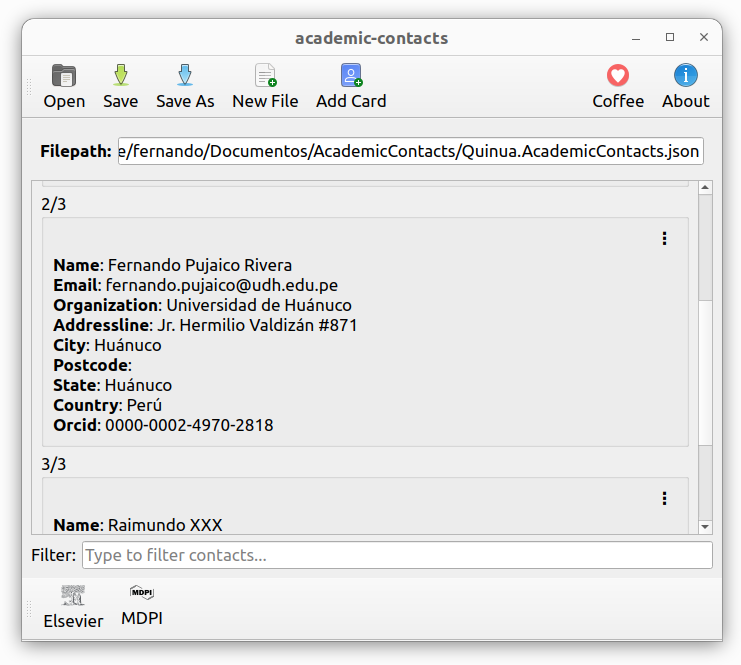 academic-contacts
Open Save Save As New File Add Card Coffee About
Filepath: e/fernando/Documentos/AcademicContacts/Quinua.AcademicContacts.json
2/3
Name: Fernando Pujaico Rivera
Email: fernando.pujaico@udh.edu.pe
Organization: Universidad de Huánuco
Addressline: Jr. Hermilio Valdizán #871
City: Huánuco
Postcode:
State: Huánuco
Country: Perú
Orcid: 0000-0002-4970-2818
3/3
Name: Raimundo XXX
Filter: Type to filter contacts...
MDPI
Elsevier MDPI